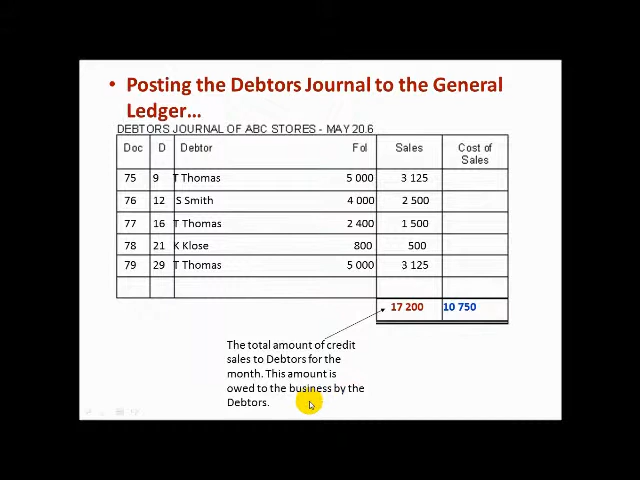 • Posting the Debtors Journal to the General
Ledger...
DEBTORS JOURNAL OF ABC STORES - MAY 20.6
Doc D Debtor Fol Sales Cost of
Sales
75 9 T Thomas 5 000 3 125
76 12 S Smith 4 000 2 500
77 16 T Thomas 2 400 1 500
78 21 K Klose 800 500
79 29 T Thomas 5 000 3 125
17 200 10 750
The total amount of credit
sales to Debtors for the
month. This amount is
owed to the business by the
Debtors.